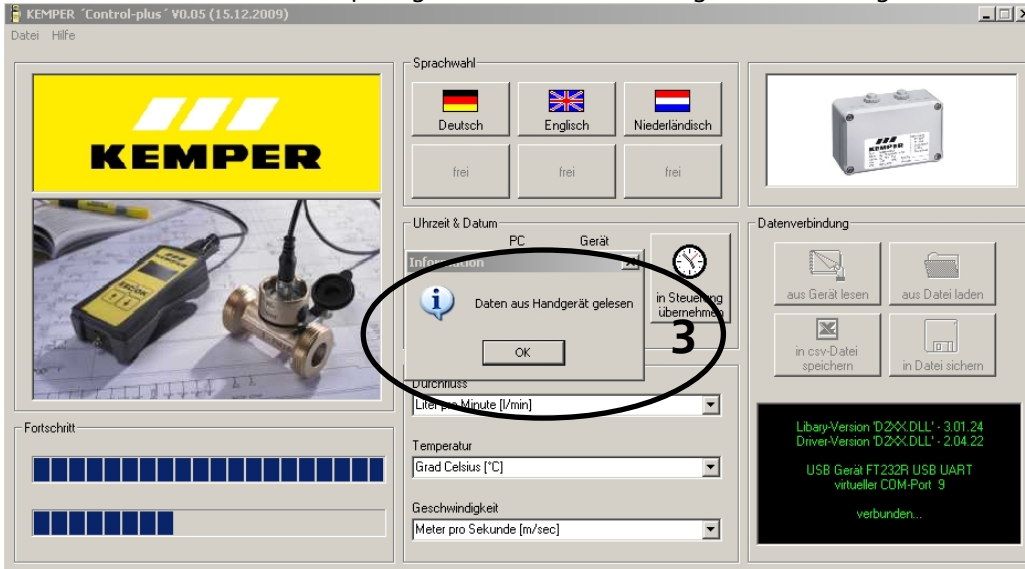 KEMPER ´Control-plus´ V0.05 (15.12.2009)
Datei Hilfe
KEMPER
Sprachwahl
Deutsch
Englisch
Niederländisch
frei
frei
frei
KEMPER
Uhrzeit & Datum
PC
Gerät
in Steuerung
übernehmen
Information
Daten aus Handgerät gelesen
OK
3
Durchfluss
Liter pro Minute [l/min]
Temperatur
Grad Celsius [°C]
Geschwindigkeit
Meter pro Sekunde [m/sec]
Datenverbindung
aus Gerät lesen
aus Datei laden
in csv-Datei
speichern
in Datei sichern
Fortschritt
Libary-Version 'D2XX.DLL' - 3.01.24
Driver-Version 'D2XX.DLL' - 2.04.22
USB Gerät FT232R USB UART
virtueller COM-Port 9
verbunden...